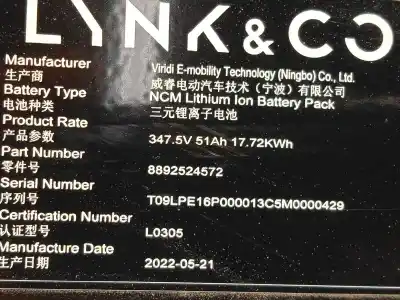 LYNK & CO
Manufacturer Viridi E-mobility Technology (Ningbo) Co., Ltd.
生产商 威睿电动汽车技术（宁波）有限公司
Battery Type NCM Lithium Ion Battery Pack
电池种类 三元锂离子电池
Product Rate
产品参数 347.5V 51Ah 17.72KWh
Part Number
零件号 8892524572
Serial Number
序列号 T09LPE16P000013C5M0000429
Certification Number
认证型号 L0305
Manufacture Date
生产日期 2022-05-21